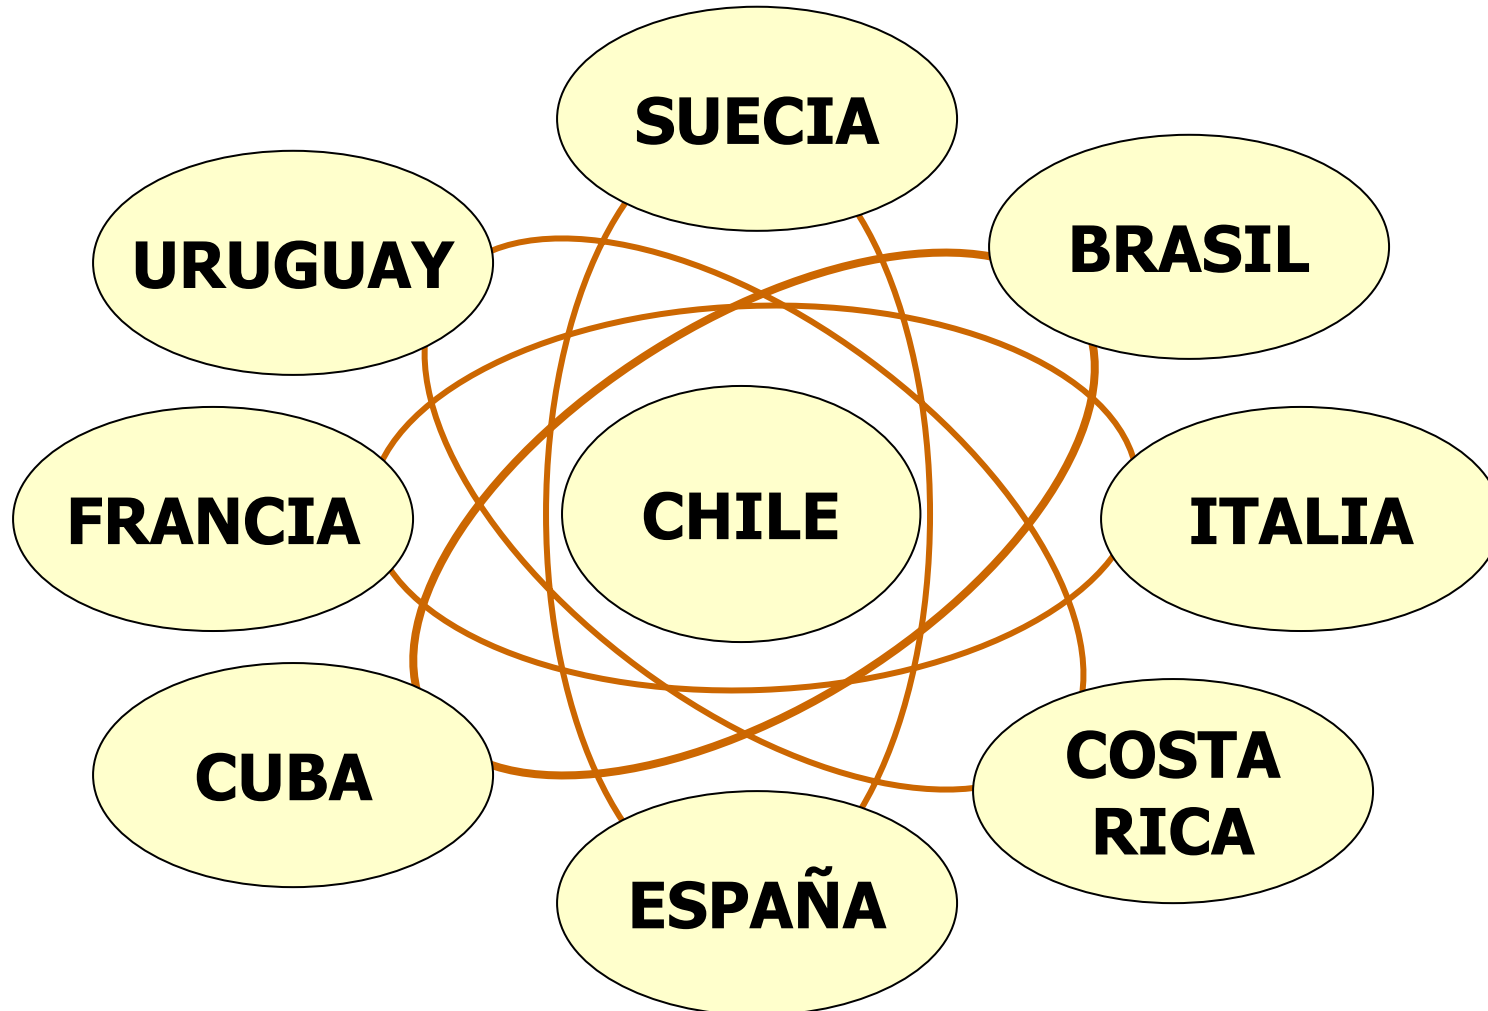 SUECIA
BRASIL
URUGUAY
FRANCIA
CHILE
ITALIA
CUBA
COSTA
RICA
ESPAÑA